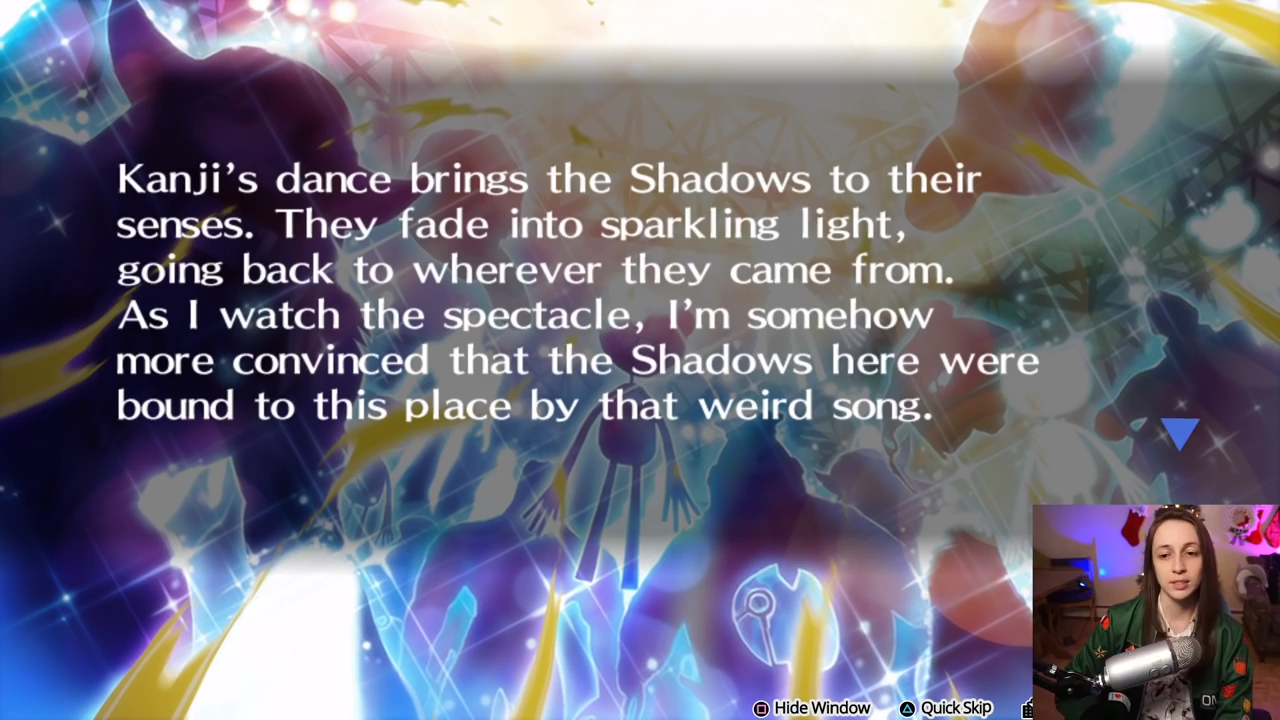 Kanji's dance brings the Shadows to their
senses. They fade into sparkling light,
going back to wherever they came from.
As I watch the spectacle, I'm somehow
more convinced that the Shadows here were
bound to this place by that weird song.
Hide Window
Quick Skip